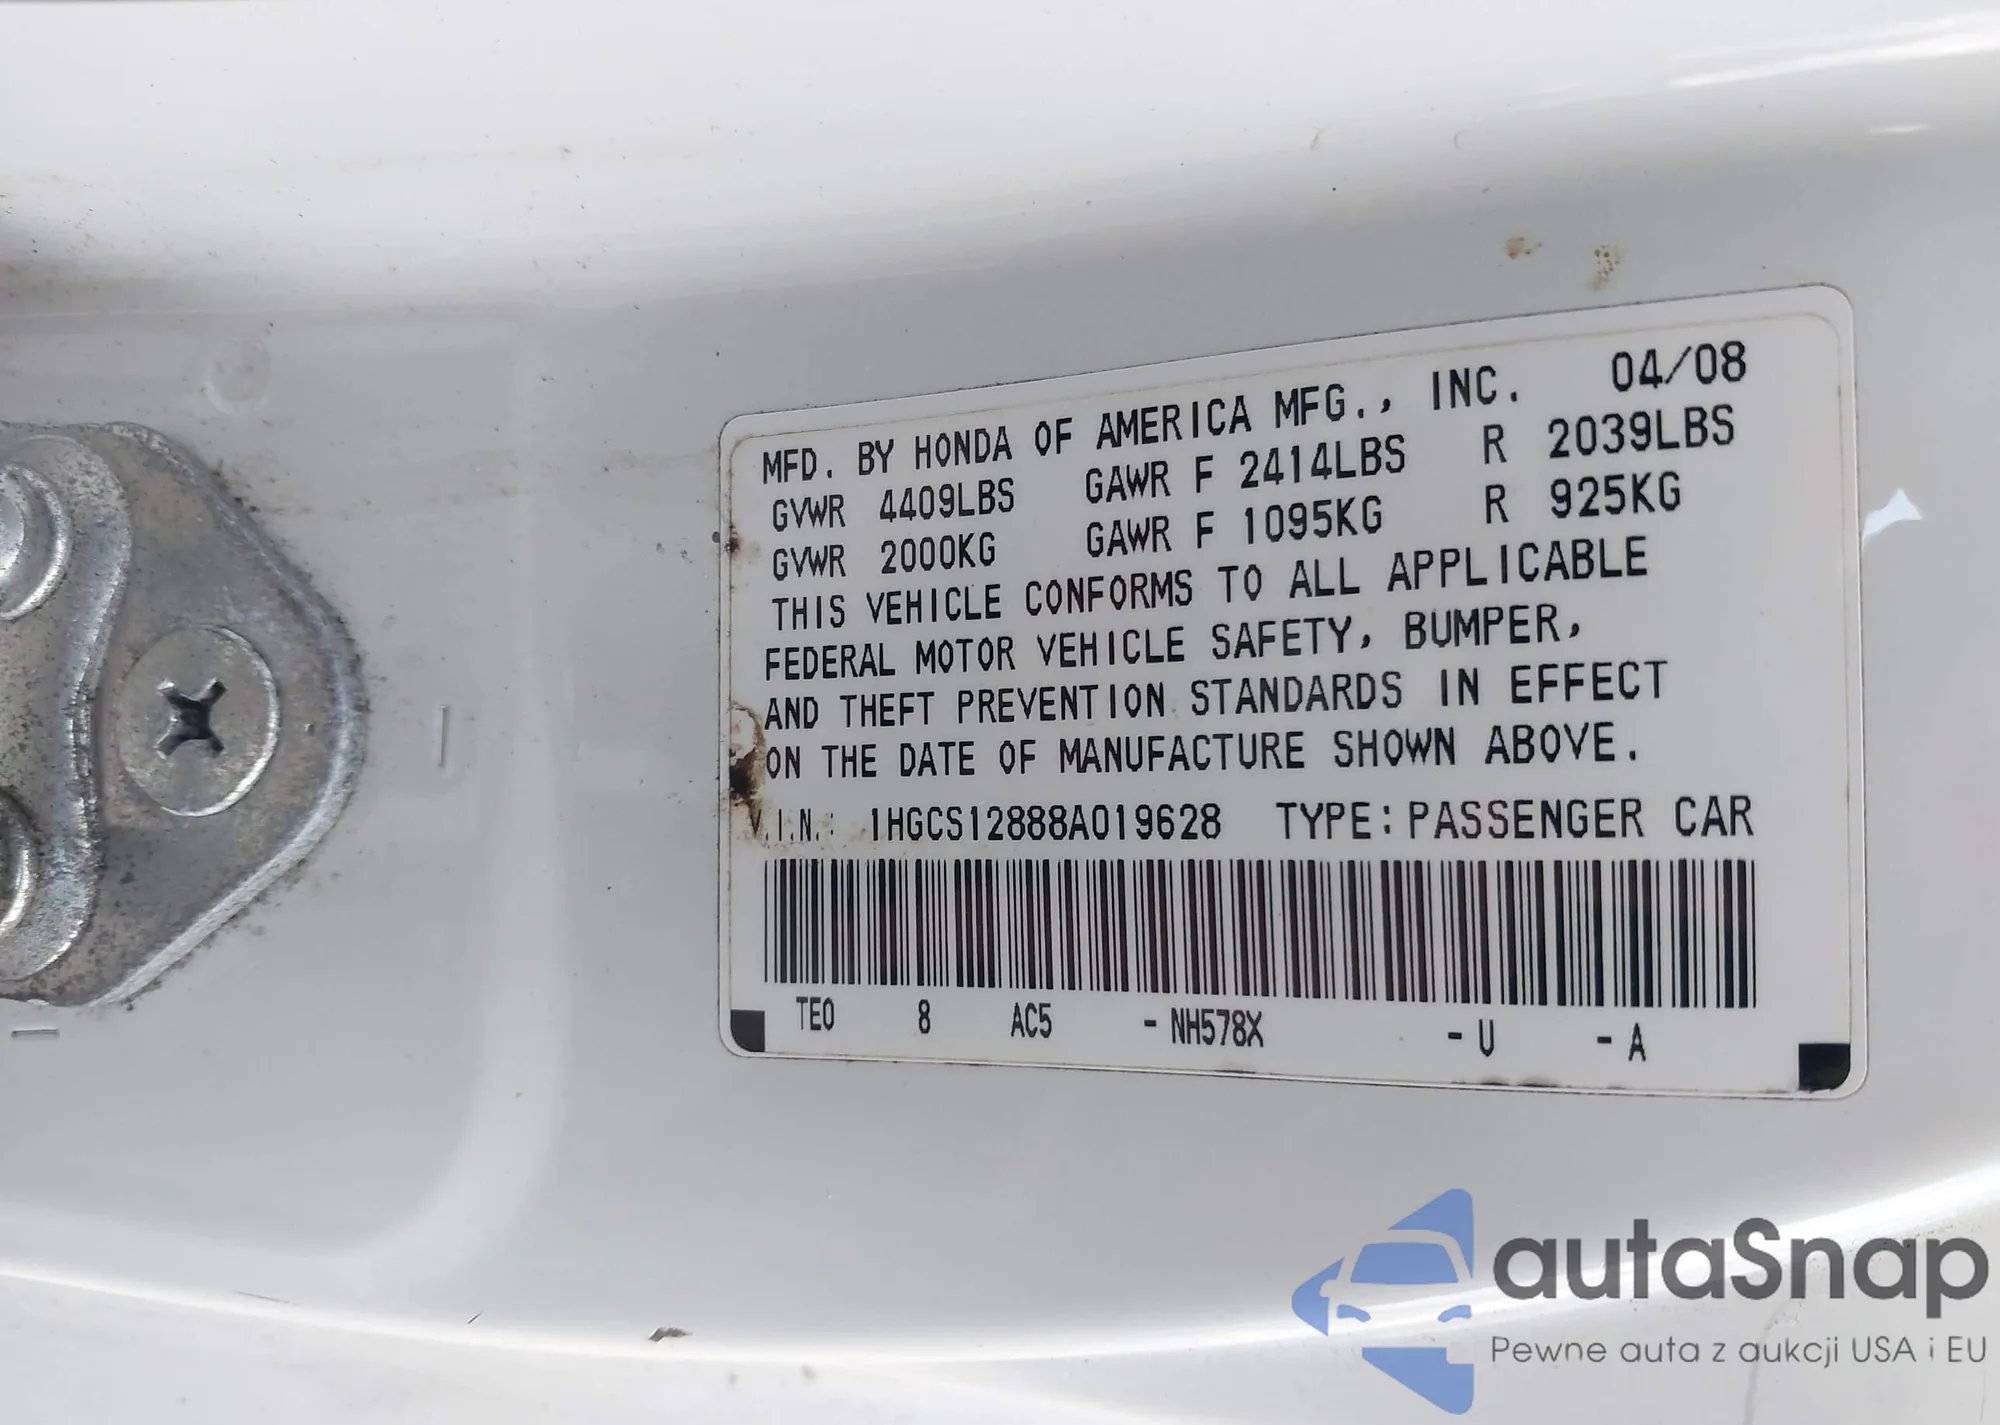 MFD. BY HONDA OF AMERICA MFG., INC. 04/08
GVWR 4409LBS GAWR F 2414LBS R 2039LBS
GVWR 2000KG GAWR F 1095KG R 925KG
THIS VEHICLE CONFORMS TO ALL APPLICABLE
FEDERAL MOTOR VEHICLE SAFETY, BUMPER,
AND THEFT PREVENTION STANDARDS IN EFFECT
ON THE DATE OF MANUFACTURE SHOWN ABOVE.
V.I.N.: 1HGCS12888A019628 TYPE: PASSENGER CAR
TE0 8 AC5 - NH578X - U - A
autaSnap
Pewne auta z aukcji USA i EU